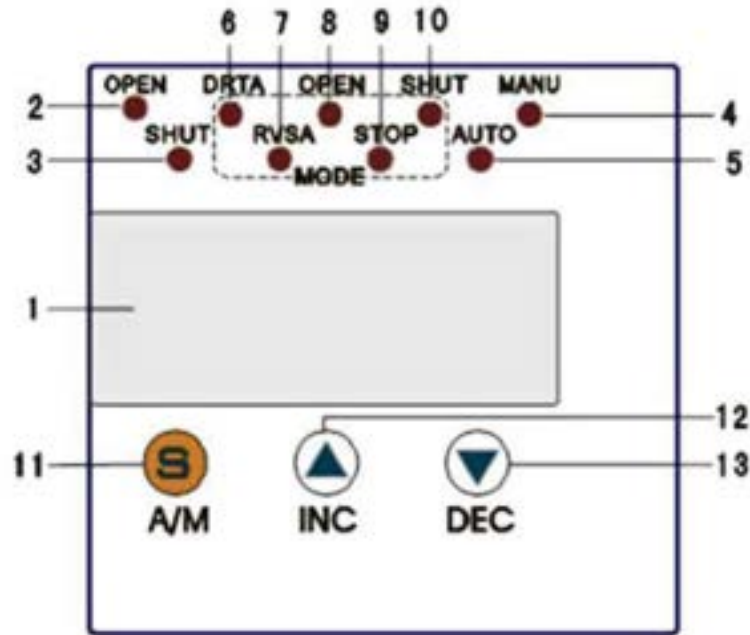 6 7 8 9 10
OPEN DRTA OPEN SHUT MANU
2 4
SHUT RVSA STOP AUTO
3 5
MODE
1
12
S
11 13
A/M INC DEC